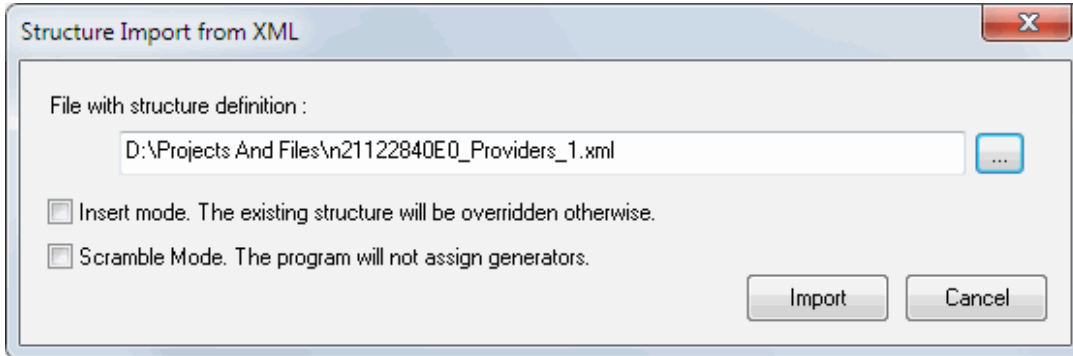 Structure Import from XML
File with structure definition :
D:\Projects And Files\n21122840E0_Providers_1.xml
...
Insert mode. The existing structure will be overridden otherwise.
Scramble Mode. The program will not assign generators.
Import Cancel